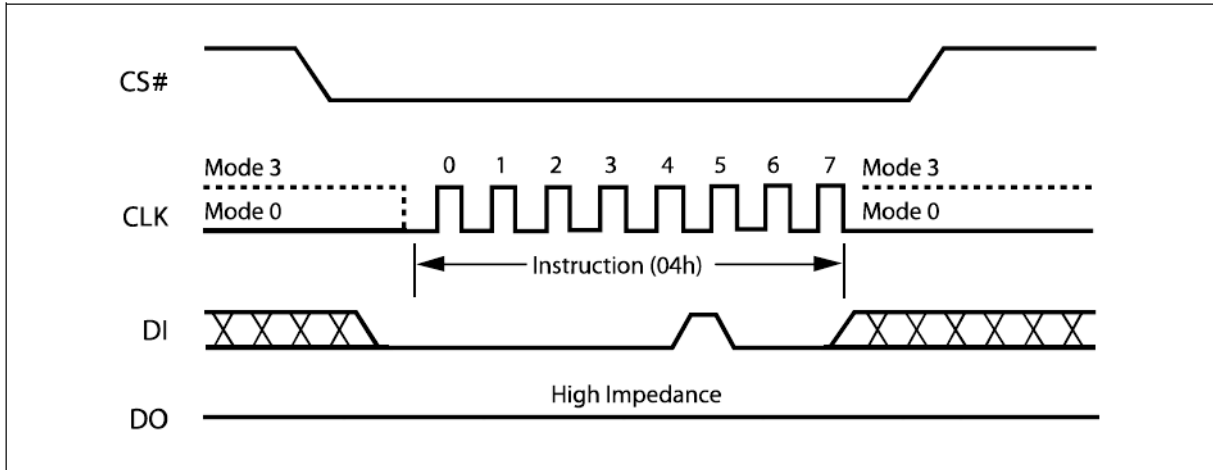 CS#
Mode 3 0 1 2 3 4 5 6 7 Mode 3
CLK Mode 0 Mode 0
Instruction (04h)
DI
High Impedance
DO